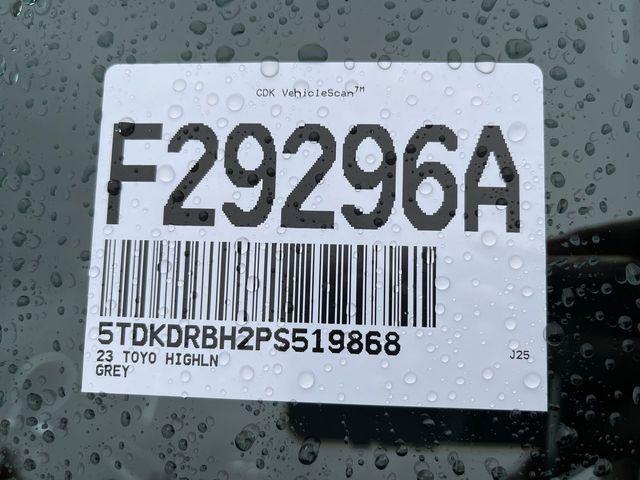 CDK VehicleScan™
F29296A
5TDKDRBH2PS519868
23 TOYO HIGHLN
GREY
J25